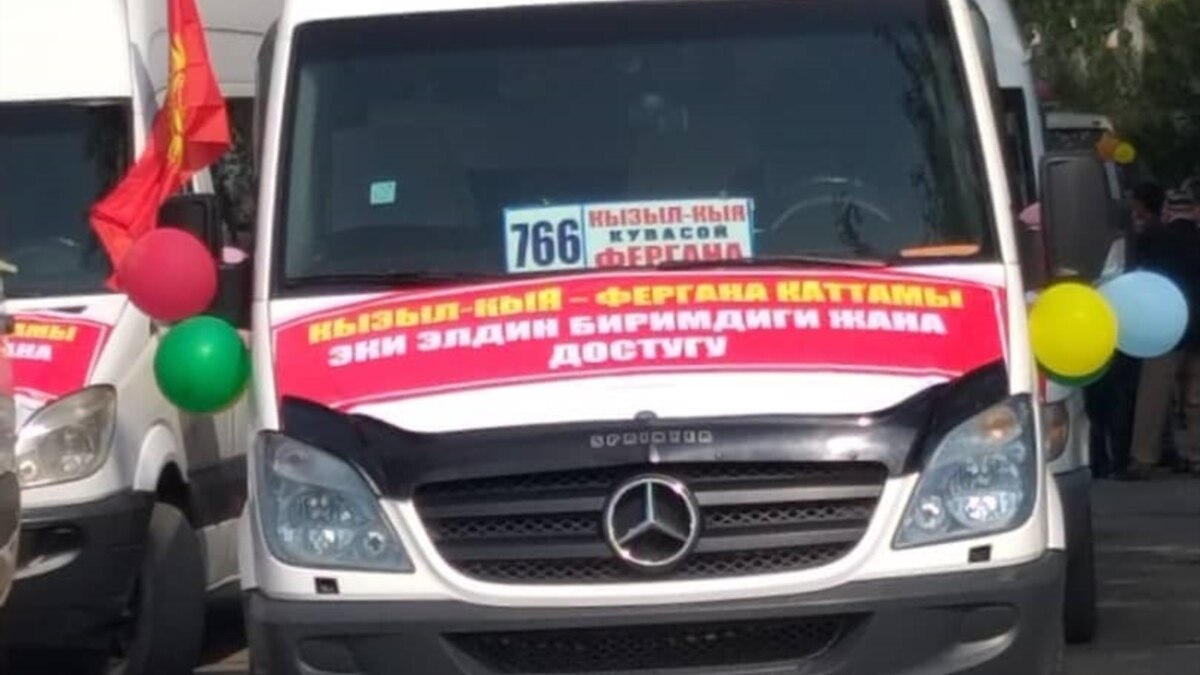 766
КЫЗЫЛ-КЫЯ
КУВАСОЙ
ФЕРГАНА
КЫЗЫЛ-КЫЯ – ФЕРГАНА КАТТАМЫ
ЭКИ ЭЛДИН БИРИМДИГИ ЖАНА
ДОСТУГУ
SPRINTER